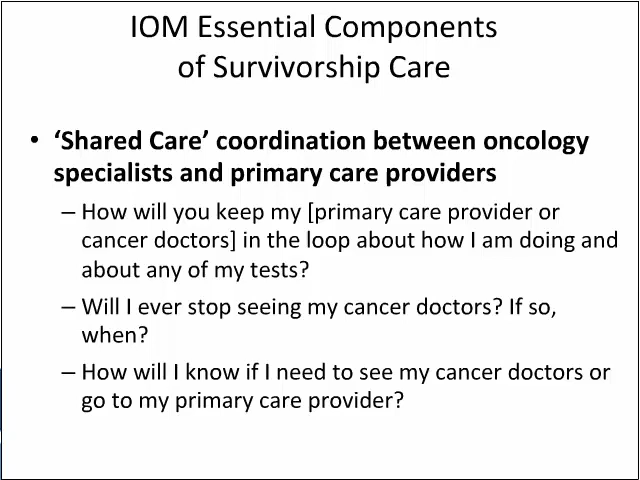 IOM Essential Components
of Survivorship Care
• ‘Shared Care’ coordination between oncology
specialists and primary care providers
– How will you keep my [primary care provider or
cancer doctors] in the loop about how I am doing and
about any of my tests?
– Will I ever stop seeing my cancer doctors? If so,
when?
– How will I know if I need to see my cancer doctors or
go to my primary care provider?